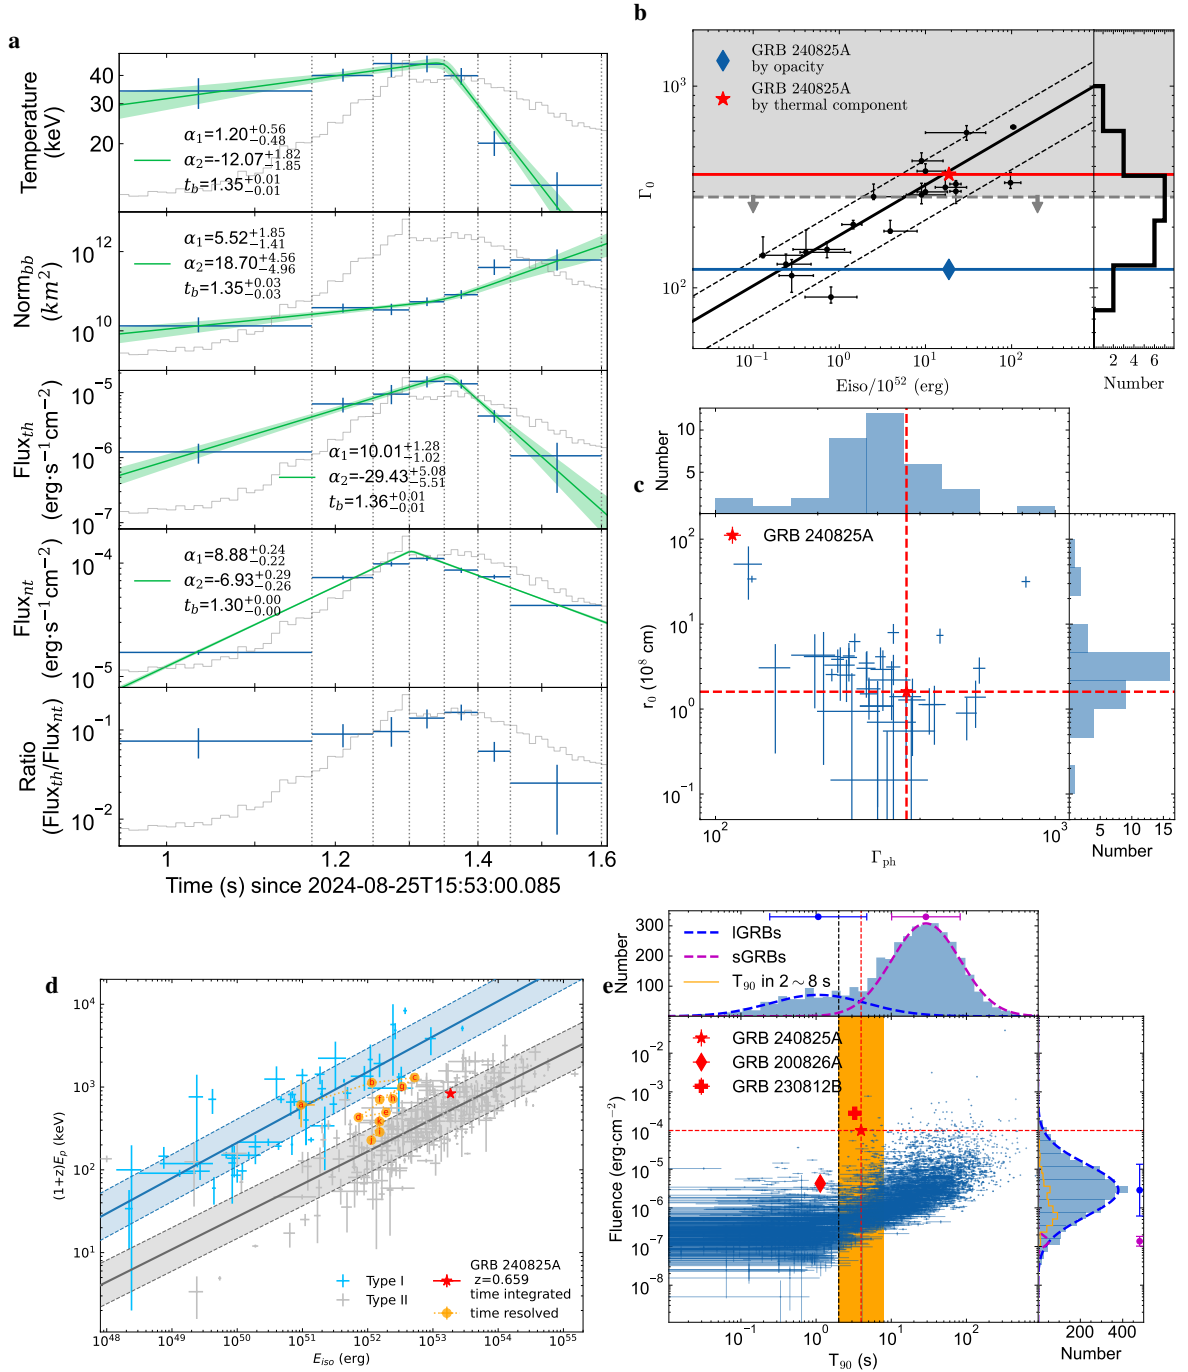 a
Temperature
(keV)
40
30
20
α₁=1.20+0.56−0.48
α₂=-12.07+1.82−1.85
t_b=1.35+0.01−0.01
Norm_bb
(km²)
10¹²
10¹⁰
α₁=5.52+1.85−1.41
α₂=18.70+4.56−4.96
t_b=1.35+0.03−0.03
Flux_th
(erg·s⁻¹cm⁻²)
10⁻⁵
10⁻⁶
10⁻⁷
α₁=10.01+1.28−1.02
α₂=-29.43+5.08−5.51
t_b=1.36+0.01−0.01
Flux_nt
(erg·s⁻¹cm⁻²)
10⁻⁴
10⁻⁵
α₁=8.88+0.24−0.22
α₂=-6.93+0.29−0.26
t_b=1.30+0.00−0.00
Ratio
(Flux_th/Flux_nt)
10⁻¹
10⁻²
1 1.2 1.4 1.6
Time (s) since 2024-08-25T15:53:00.085
b
GRB 240825A
by opacity
GRB 240825A
by thermal component
Γ₀
10³
10²
10⁻¹ 10⁰ 10¹ 10²
Eiso/10⁵² (erg)
2 4 6
Number
c
Number
10
5
GRB 240825A
r₀ (10⁸ cm)
10²
10¹
10⁰
10⁻¹
10² 10³
Γ_ph
5 10 15
Number
d
(1+z)E_p (keV)
10⁴
10³
10²
10¹
a
b
c
g
f
h
d
e
k
i
j
Type I
Type II
GRB 240825A
z=0.659
time integrated
time resolved
10⁴⁸ 10⁴⁹ 10⁵⁰ 10⁵¹ 10⁵² 10⁵³ 10⁵⁴ 10⁵⁵
E_iso (erg)
e
Number
300
200
100
lGRBs
sGRBs
T₉₀ in 2 ∼ 8 s
GRB 240825A
GRB 200826A
GRB 230812B
Fluence (erg·cm⁻²)
10⁻²
10⁻³
10⁻⁴
10⁻⁵
10⁻⁶
10⁻⁷
10⁻⁸
10⁻¹ 10⁰ 10¹ 10²
T₉₀ (s)
200 400
Number